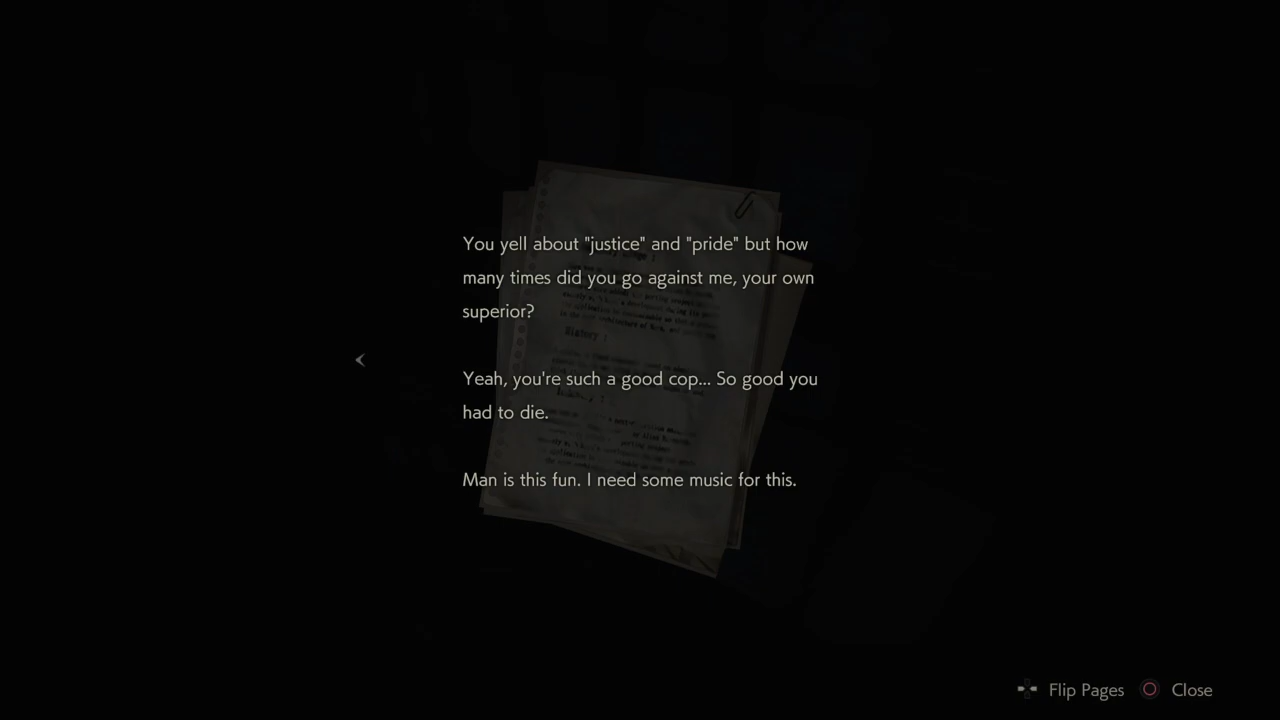 You yell about "justice" and "pride" but how
many times did you go against me, your own
superior?
Yeah, you're such a good cop... So good you
had to die.
Man is this fun. I need some music for this.
Flip Pages
Close